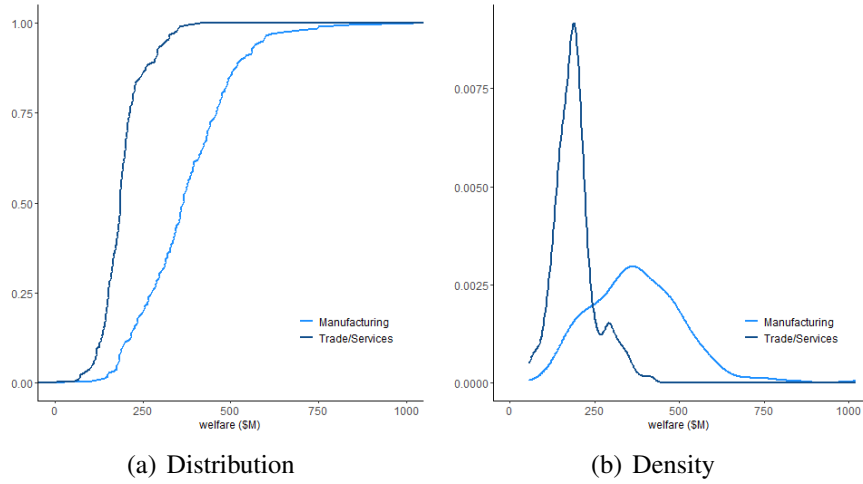 1.00
0.75
0.50
0.25
0.00
0 250 500 750 1000
welfare ($M)
Manufacturing
Trade/Services
(a) Distribution
0.0075
0.0050
0.0025
0.0000
0 250 500 750 1000
welfare ($M)
Manufacturing
Trade/Services
(b) Density